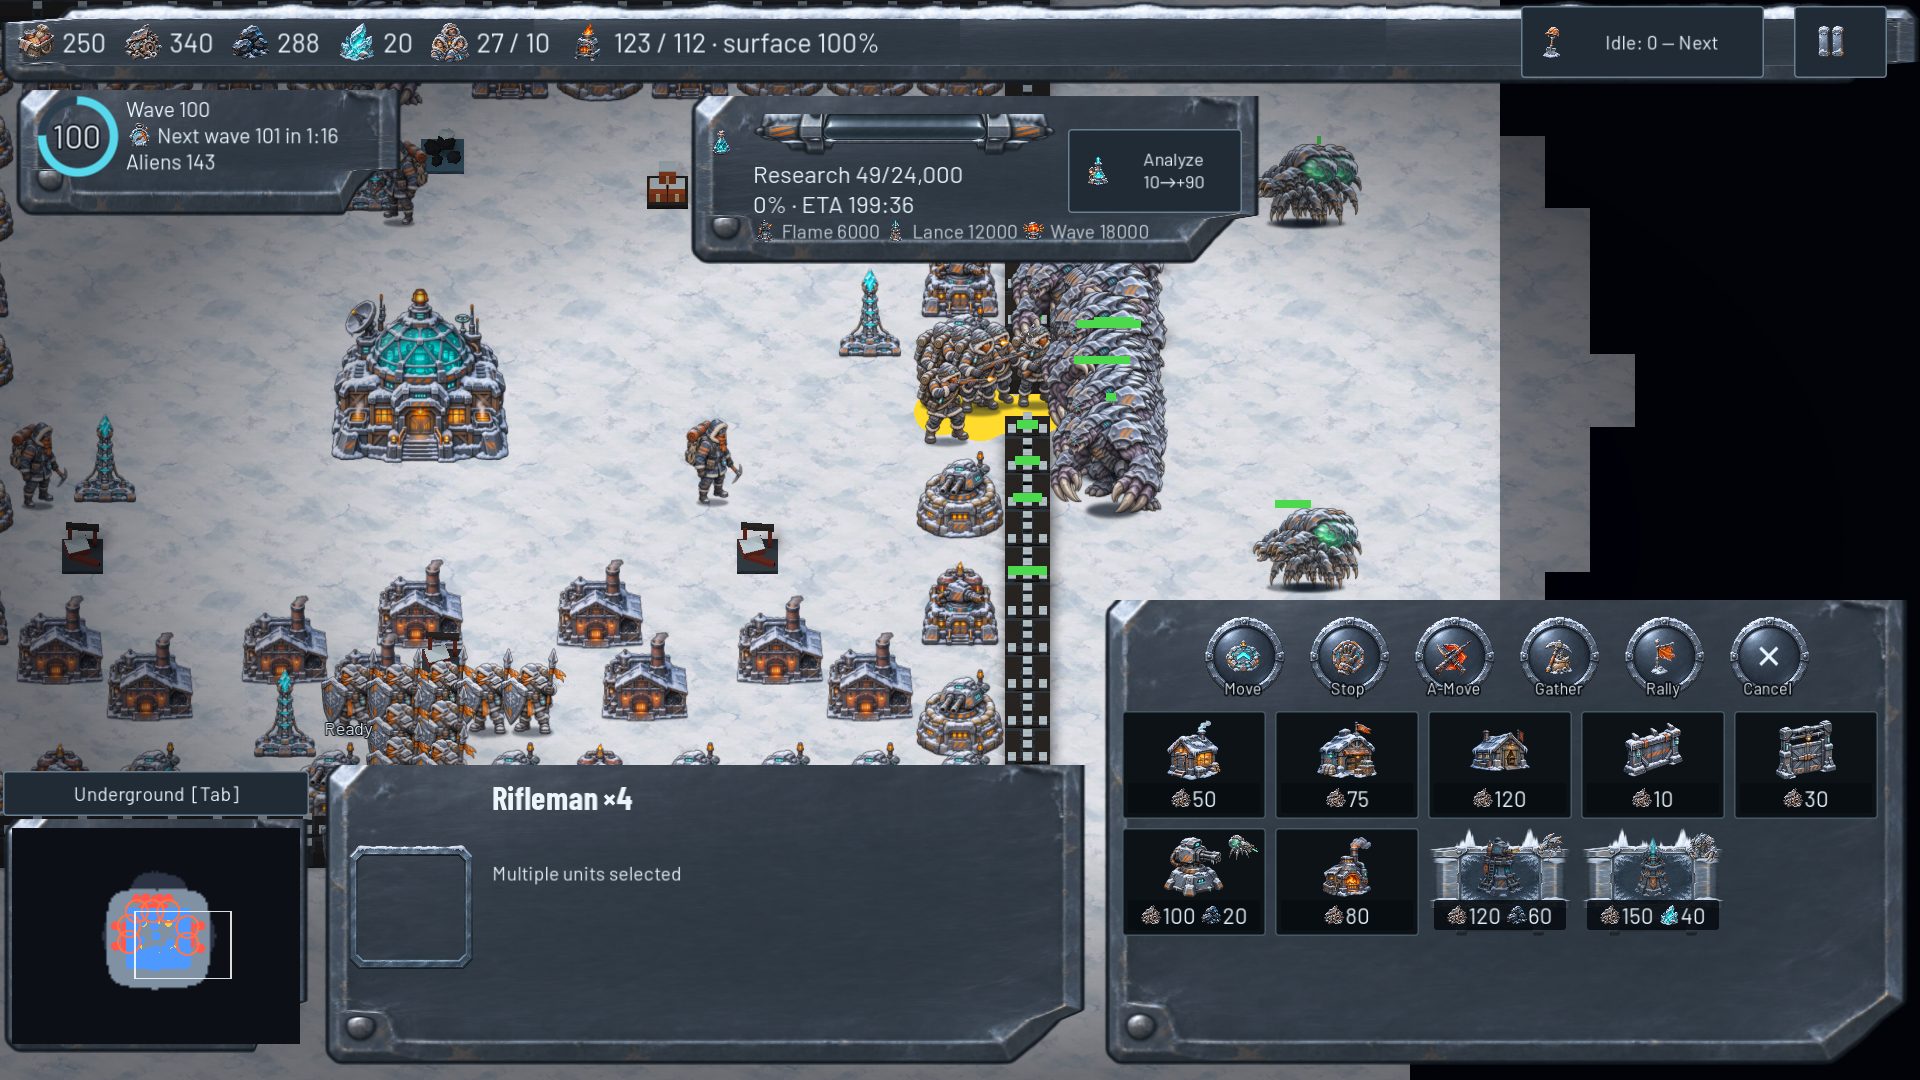 250 340 288 20 27 / 10 123 / 112 · surface 100%
Idle: 0 – Next
100
Wave 100
Next wave 101 in 1:16
Aliens 143
Research 49/24,000
0% · ETA 199:36
Flame 6000 Lance 12000 Wave 18000
Analyze
10→+90
Ready
Underground [Tab]
Rifleman ×4
Multiple units selected
Move Stop A-Move Gather Rally Cancel
50 75 120 10 30
100 20 80 120 60 150 40